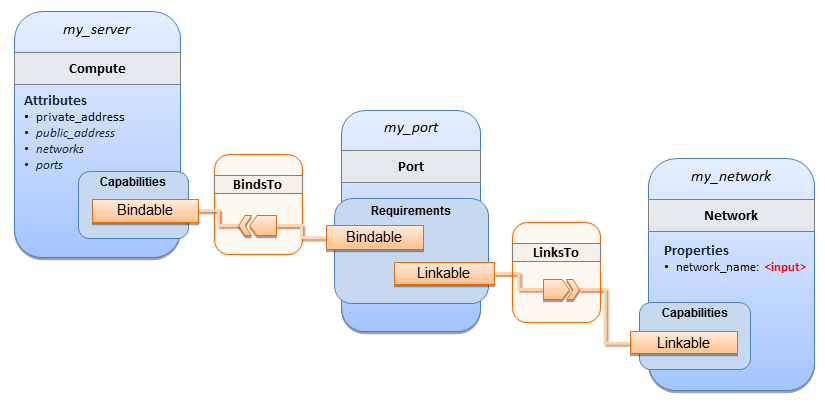 my_server
Compute
Attributes
• private_address
• public_address
• networks
• ports
Capabilities
Bindable
BindsTo
my_port
Port
Requirements
Bindable
Linkable
LinksTo
my_network
Network
Properties
• network_name: <input>
Capabilities
Linkable